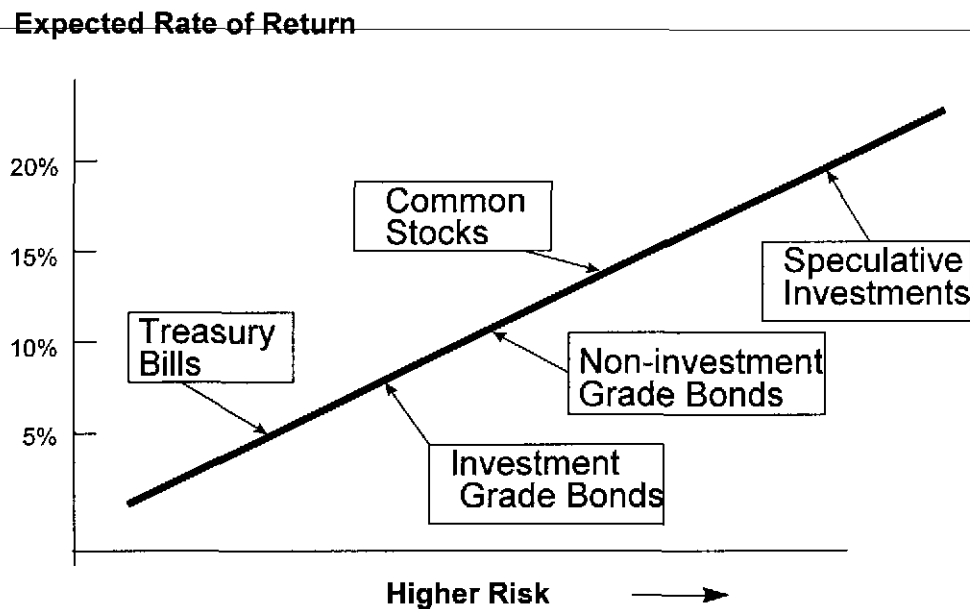 Expected Rate of Return
20%
Common
Stocks
15%
Speculative
Investments
Treasury
Bills
10%
Non-investment
Grade Bonds
5%
Investment
Grade Bonds
Higher Risk